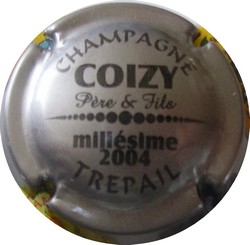 CHAMPAGNE
COIZY
Père & Fils
millésime
2004
TREPAIL